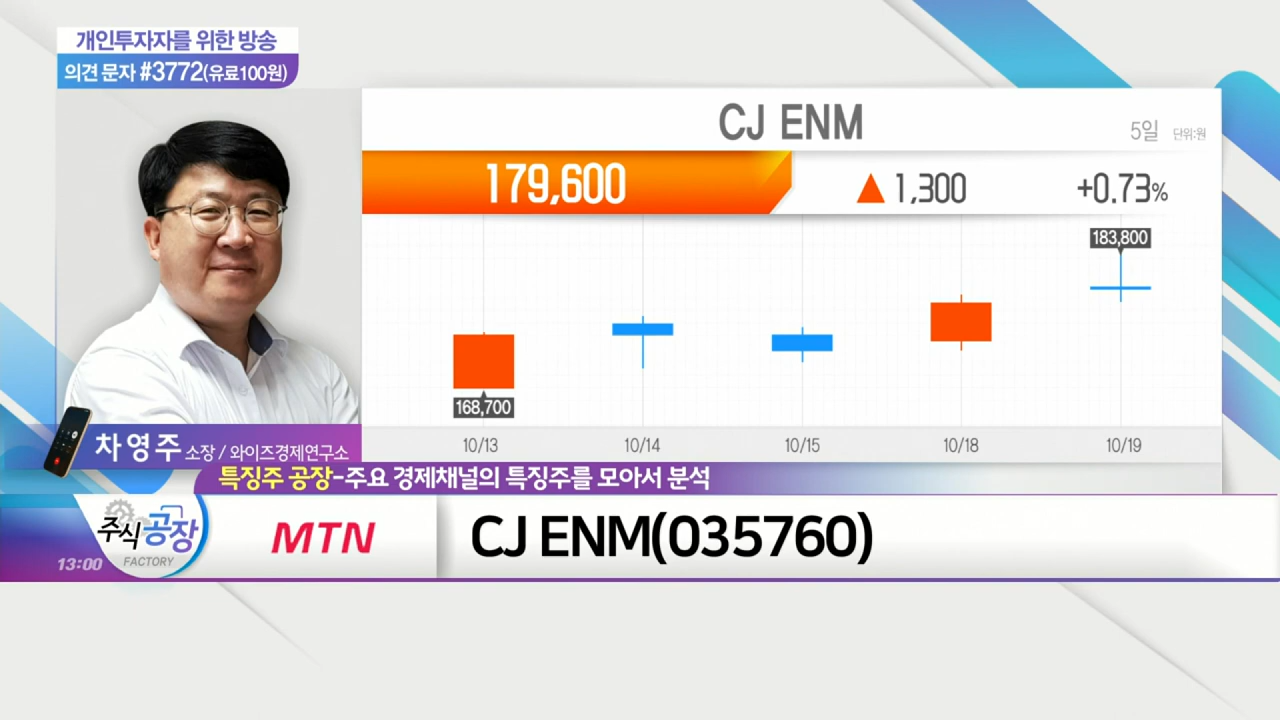 개인투자자를 위한 방송
의견 문자 #3772(유료100원)
CJ ENM
5일 단위:원
179,600 ▲1,300 +0.73%
183,800
168,700
10/13 10/14 10/15 10/18 10/19
차영주 소장 / 와이즈경제연구소
특징주 공장-주요 경제채널의 특징주를 모아서 분석
주식공장
FACTORY
13:00
MTN
CJ ENM(035760)